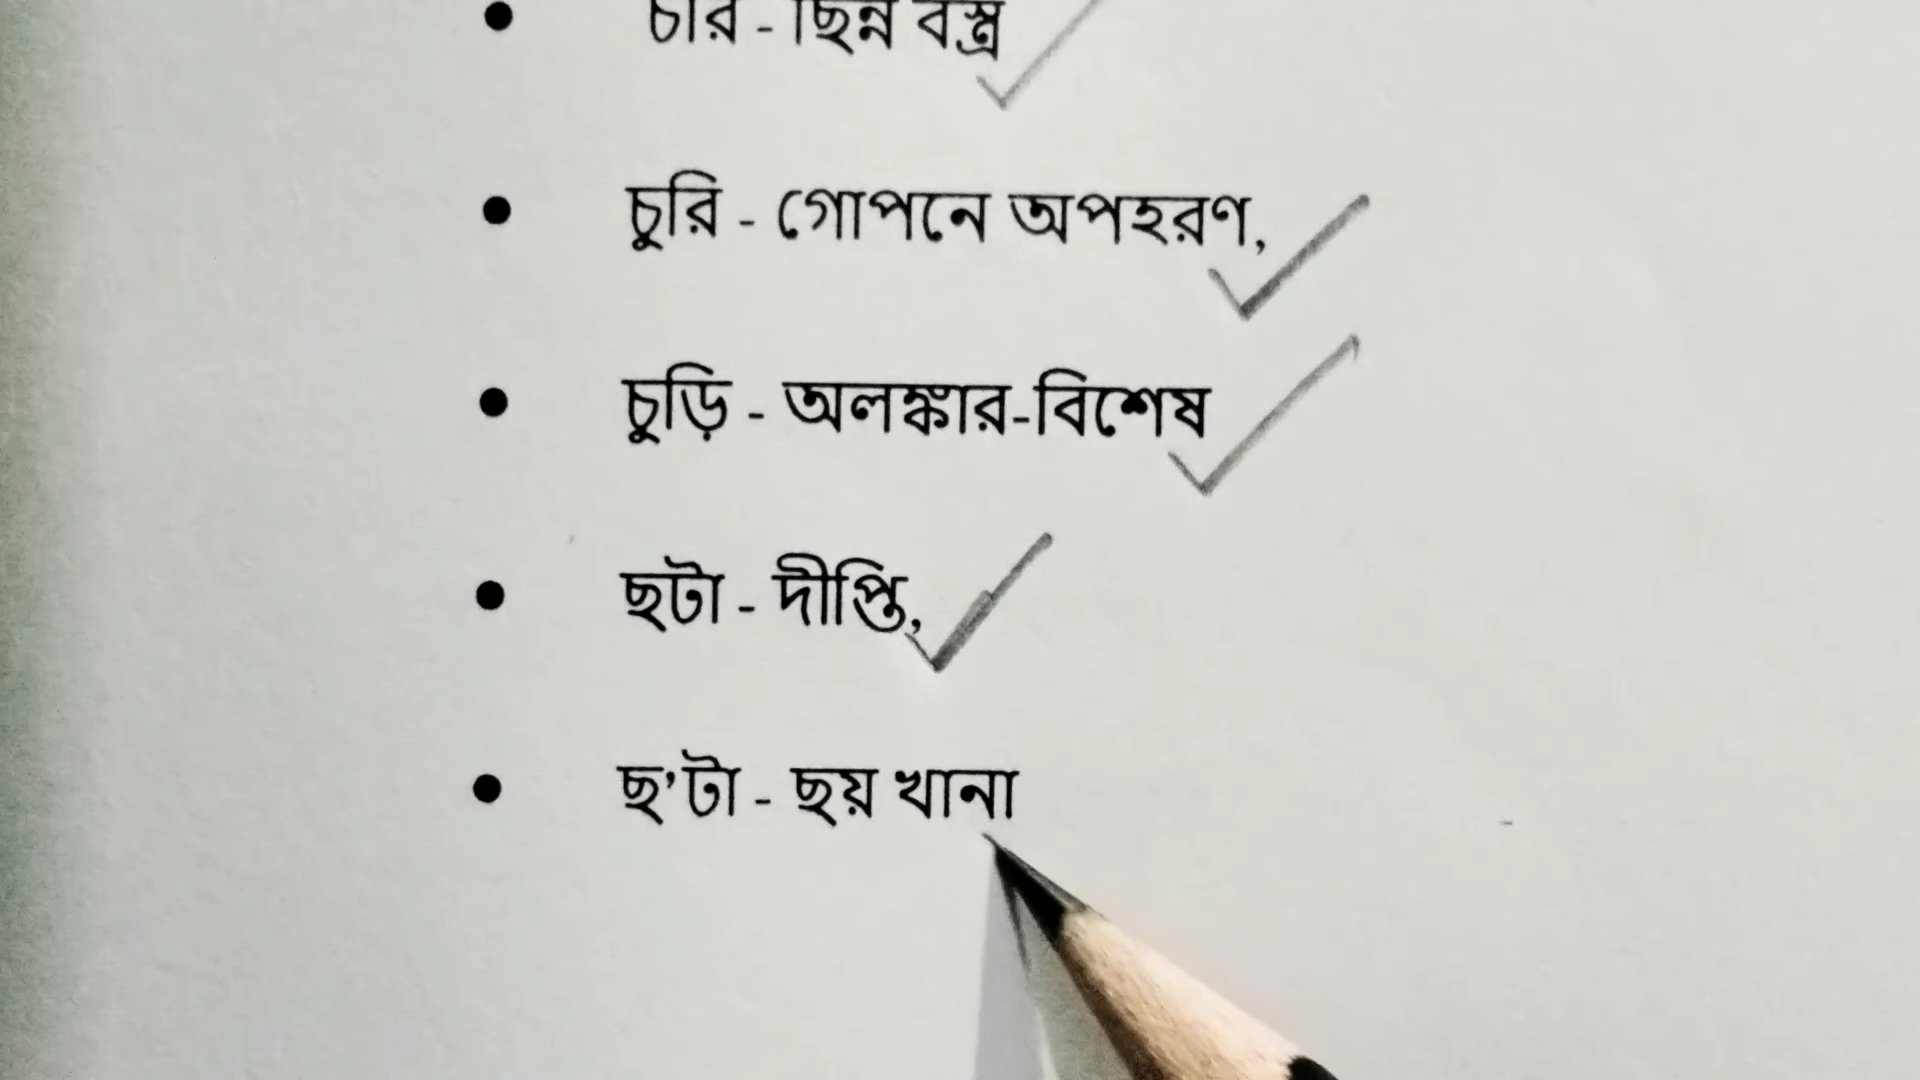 - ছিন্ন বস্ত্র
চুরি - গোপনে অপহরণ,
চুড়ি - অলঙ্কার-বিশেষ
ছটা - দীপ্তি,
ছ'টা - ছয় খানা